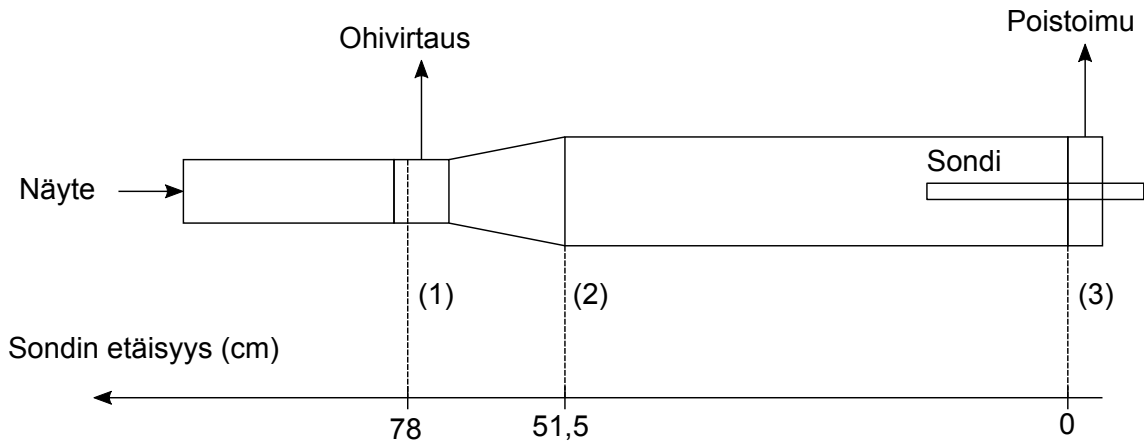 Poistoimu
Ohivirtaus
Sondi
Näyte
(1)
(2)
(3)
Sondin etäisyys (cm)
78
51,5
0